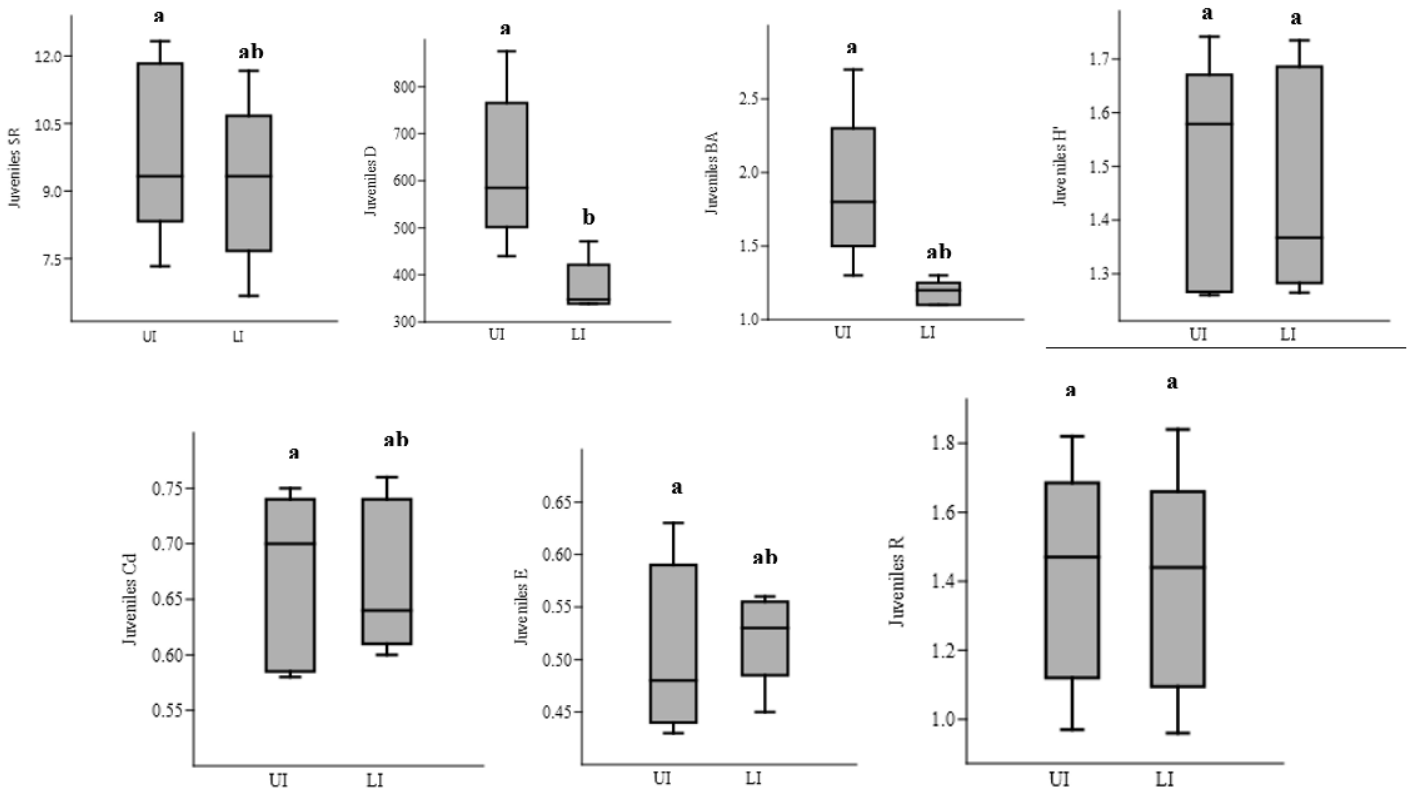 a
ab
12.0
10.5
9.0
7.5
Juveniles SR
UI LI
a
b
800
700
600
500
400
300
Juveniles D
UI LI
a
ab
2.5
2.0
1.5
1.0
Juveniles BA
UI LI
a a
1.7
1.6
1.5
1.4
1.3
Juveniles H'
UI LI
a
ab
0.75
0.70
0.65
0.60
0.55
Juveniles Cd
UI LI
a
ab
0.65
0.60
0.55
0.50
0.45
Juveniles E
UI LI
a a
1.8
1.6
1.4
1.2
1.0
Juveniles R
UI LI